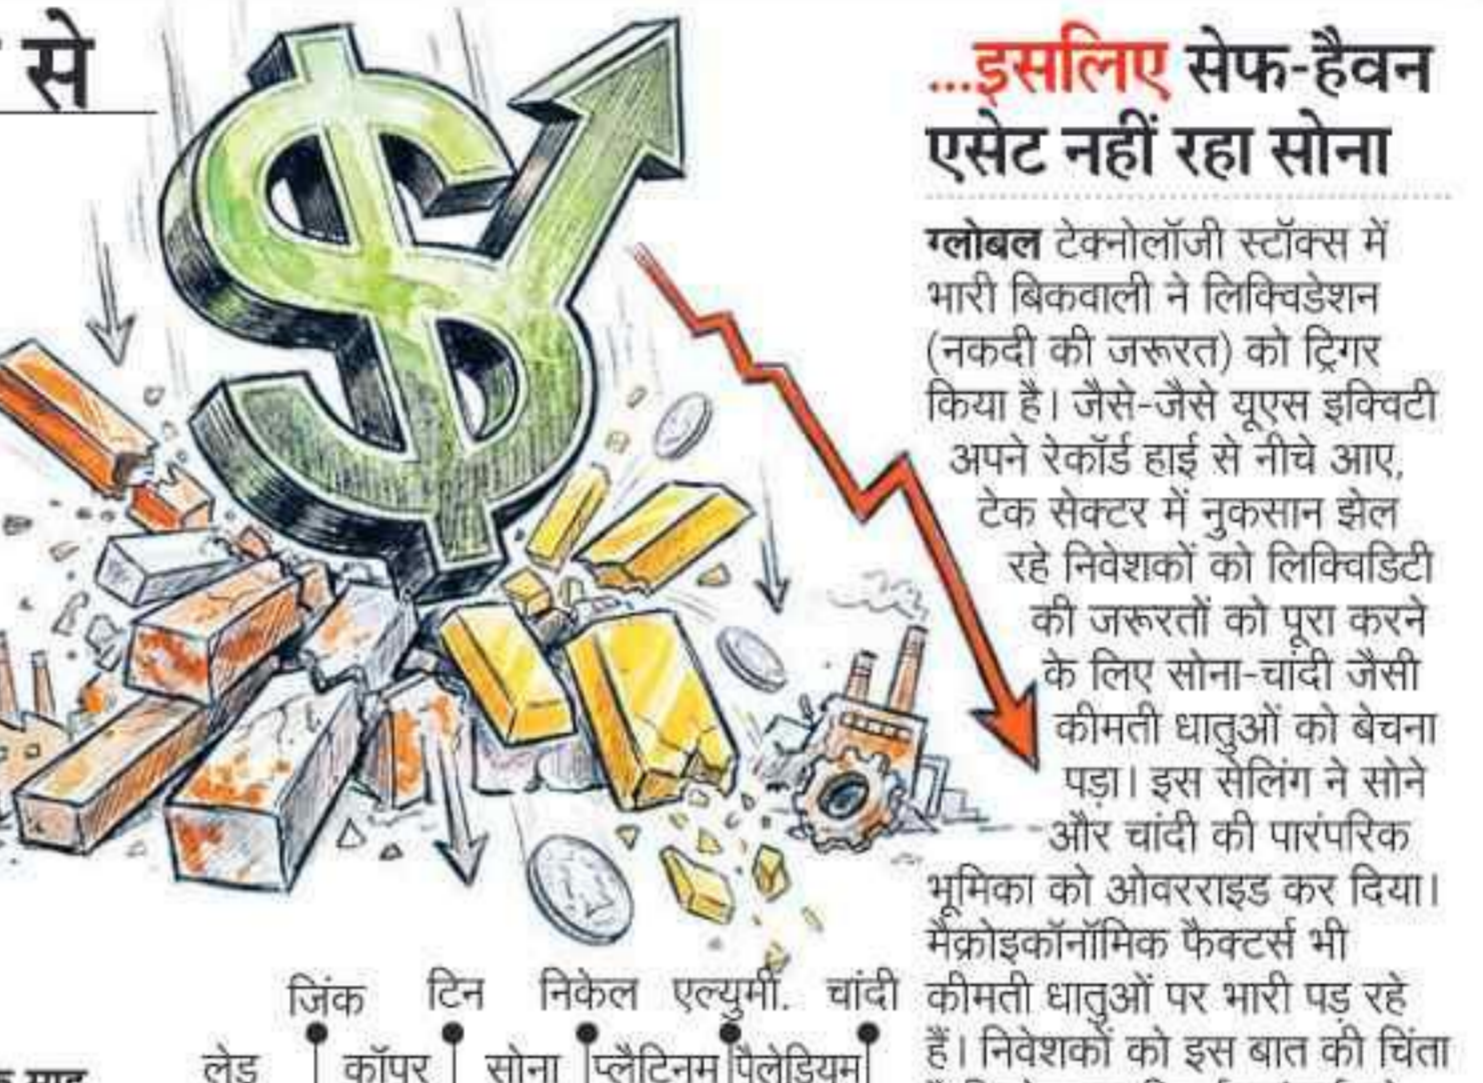 से
...इसलिए सेफ-हैवन
एसेट नहीं रहा सोना
ग्लोबल टेक्नोलॉजी स्टॉक्स में
भारी बिकवाली ने लिक्विडेशन
(नकदी की जरूरत) को ट्रिगर
किया है। जैसे-जैसे यूएस इक्विटी
अपने रेकॉर्ड हाई से नीचे आए,
टेक सेक्टर में नुकसान झेल
रहे निवेशकों को लिक्विडिटी
की जरूरतों को पूरा करने
के लिए सोना-चांदी जैसी
कीमती धातुओं को बेचना
पड़ा। इस सेलिंग ने सोने
और चांदी की पारंपरिक
भूमिका को ओवरराइड कर दिया।
मैक्रोइकॉनॉमिक फैक्टर्स भी
कीमती धातुओं पर भारी पड़ रहे
हैं। निवेशकों को इस बात की चिंता
जिंक टिन निकेल एल्युमी. चांदी
लेड कॉपर सोना प्लैटिनम पैलेडियम